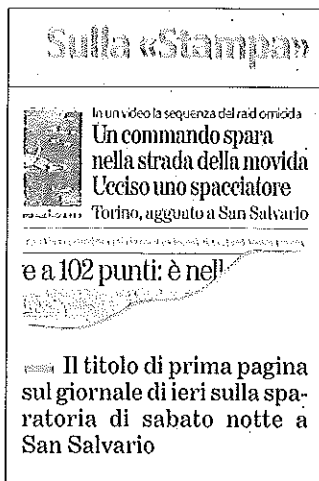 Sulla «Stampa»
In un video la sequenza del raid omicida
Un commando spara
nella strada della movida
Ucciso uno spacciatore
Torino, agguato a San Salvario
e a 102 punti: è nell
Il titolo di prima pagina
sul giornale di ieri sulla spa-
ratoria di sabato notte a
San Salvario